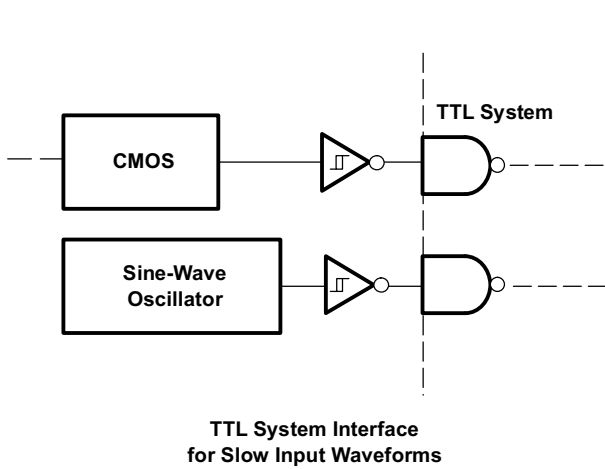 TTL System
CMOS
Sine-Wave
Oscillator
TTL System Interface
for Slow Input Waveforms